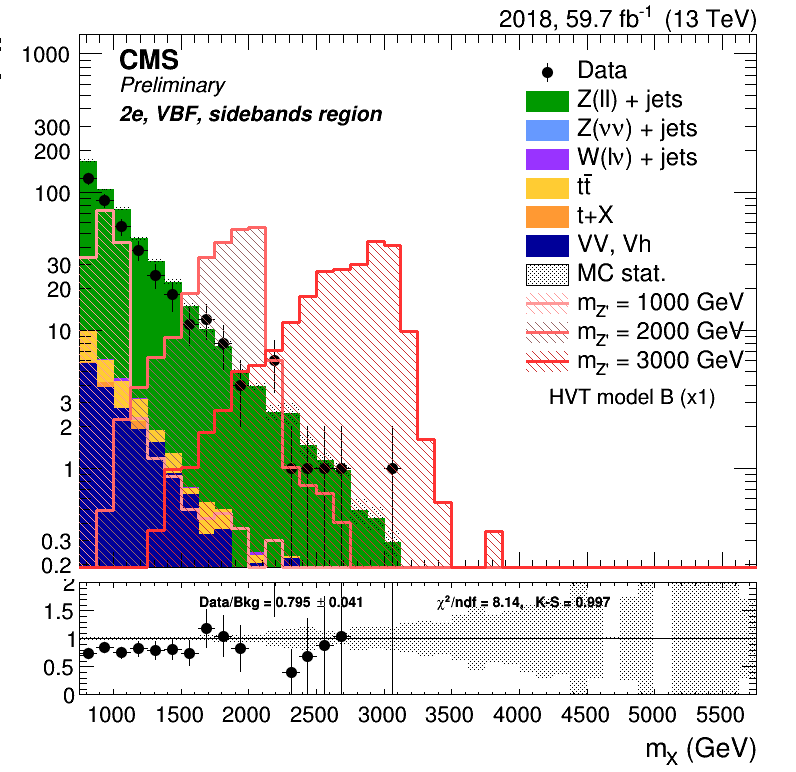 2018, 59.7 fb⁻¹ (13 TeV)
CMS
Preliminary
2e, VBF, sidebands region
Data
Z(ll) + jets
Z(νν) + jets
W(lν) + jets
tt̄
t+X
VV, Vh
MC stat.
m_Z' = 1000 GeV
m_Z' = 2000 GeV
m_Z' = 3000 GeV
HVT model B (x1)
1000
300
200
100
30
20
10
3
2
1
0.3
0.2
Data/Bkg = 0.795 ± 0.041
χ²/ndf = 8.14, K-S = 0.997
2
1.5
1
0.5
0
1000 1500 2000 2500 3000 3500 4000 4500 5000 5500
m_X (GeV)